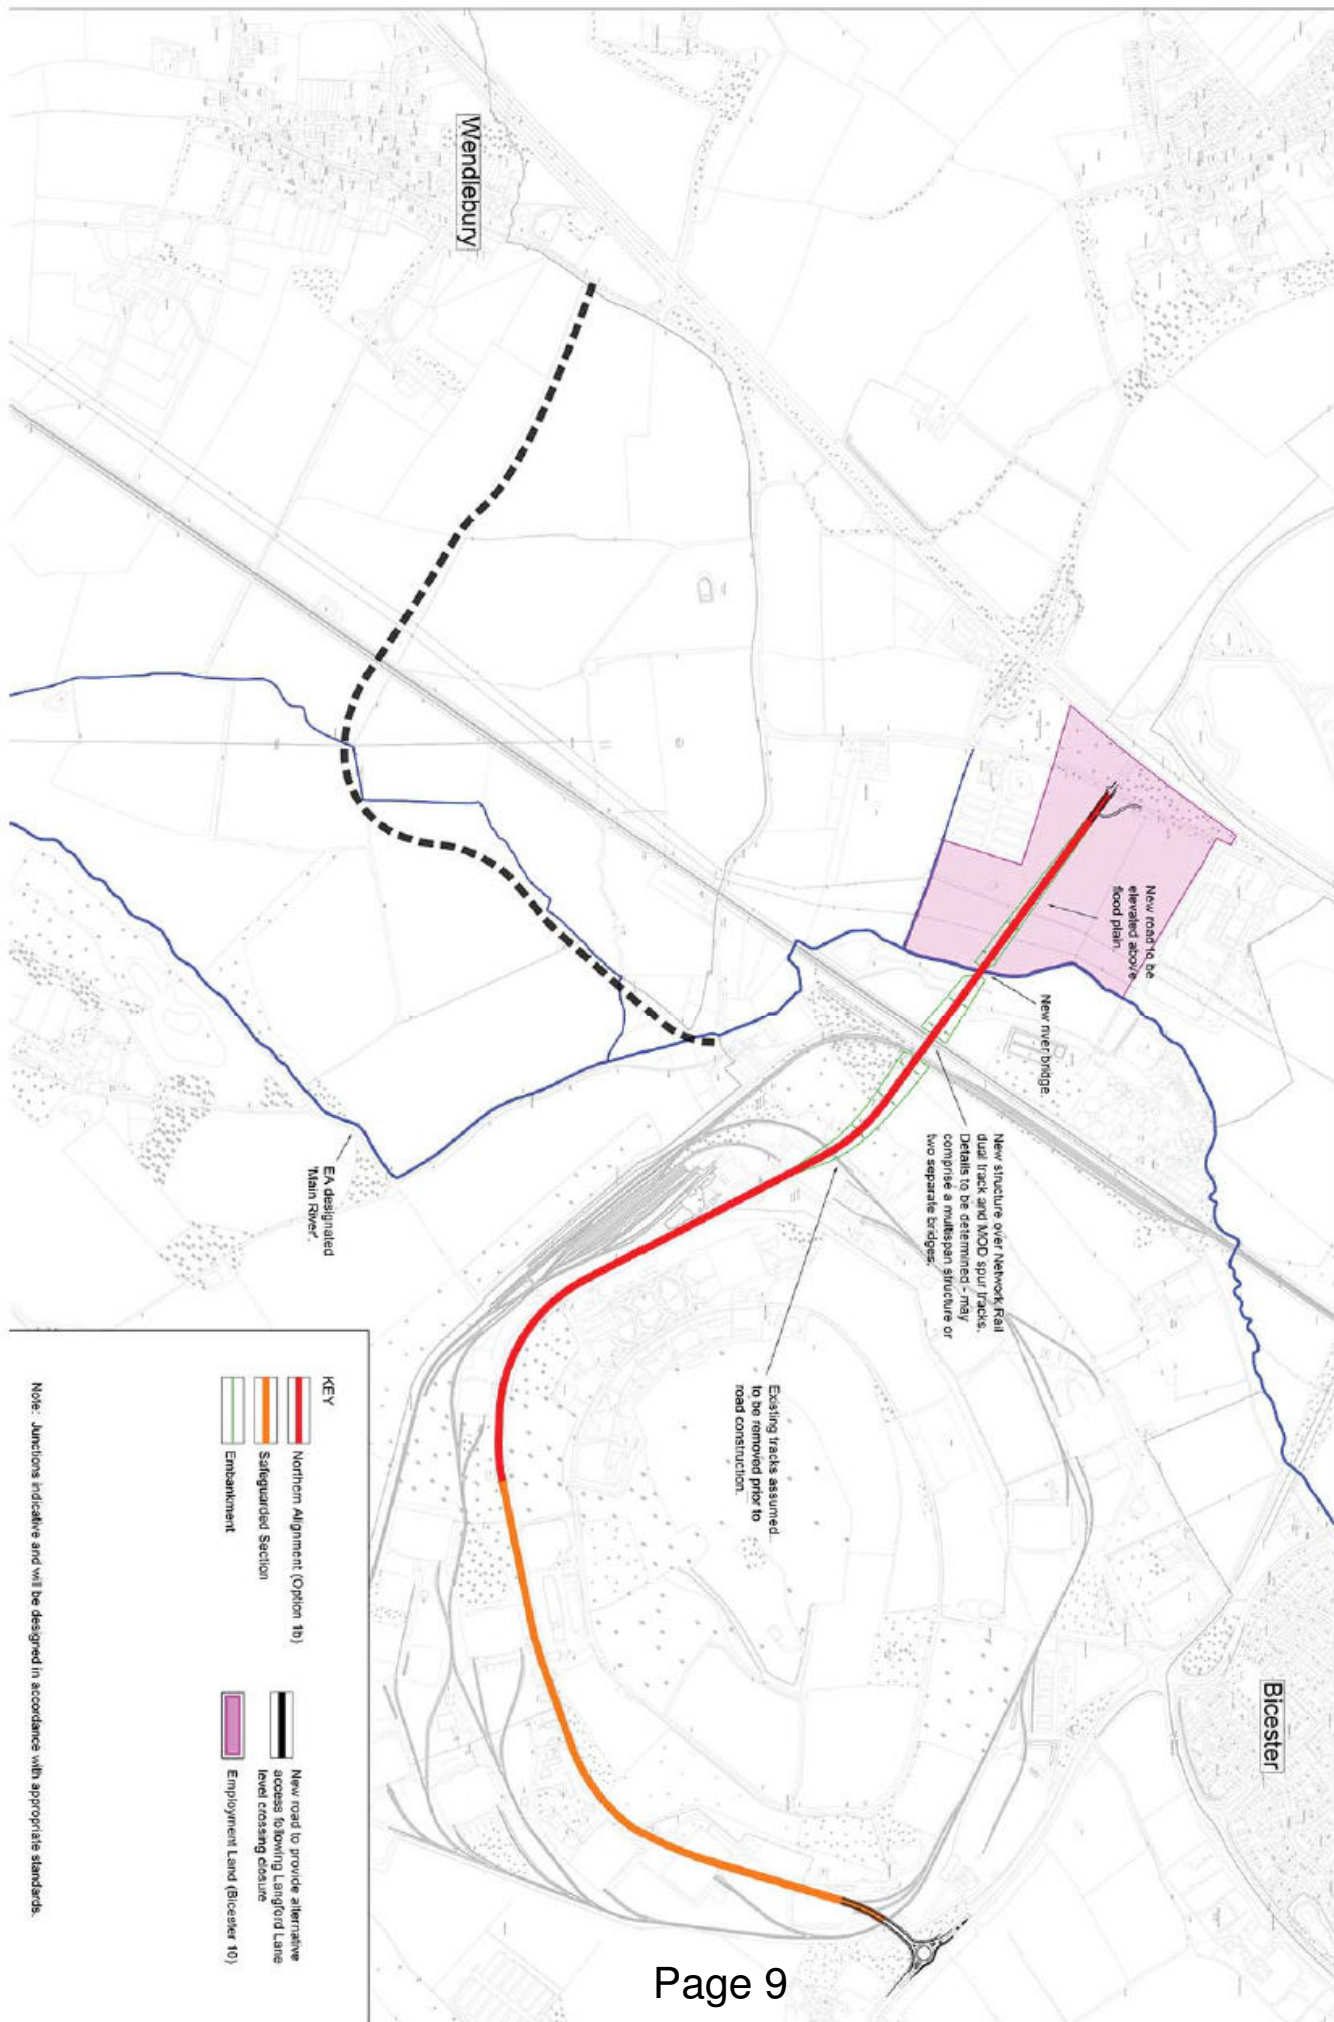 Wendlebury
New road to be
elevated above
flood plain.
New river bridge.
New structure over Network Rail
dual track and MOD spur tracks.
Details to be determined - may
comprise a multispan structure or
two separate bridges.
Existing tracks assumed
to be removed prior to
road construction.
EA designated
'Main River'.
Bicester
KEY
Northern Alignment (Option 1b)
Safeguarded Section
Embankment
New road to provide alternative
access following Langford Lane
level crossing closure
Employment Land (Bicester 10)
Note: Junctions indicative and will be designed in accordance with appropriate standards.
Page 9